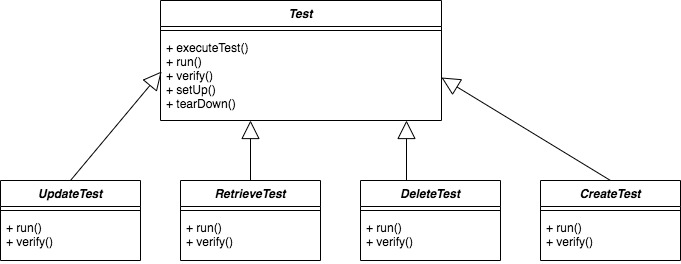 Test
+ executeTest()
+ run()
+ verify()
+ setUp()
+ tearDown()
UpdateTest
+ run()
+ verify()
RetrieveTest
+ run()
+ verify()
DeleteTest
+ run()
+ verify()
CreateTest
+ run()
+ verify()